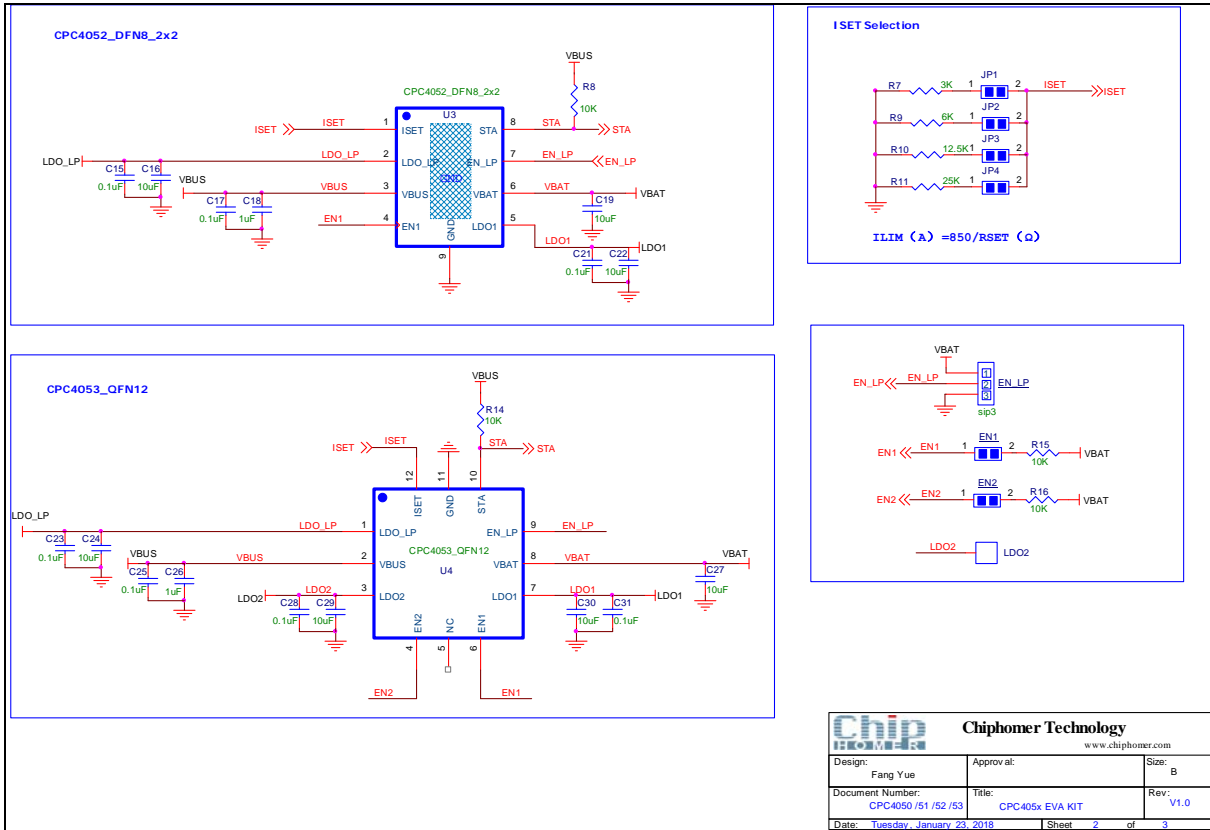 CPC4052_DFN8_2x2
VBUS
R8
10K
CPC4052_DFN8_2x2
U3
ISET
ISET
1
ISET
STA
8
STA
STA
LDO_LP
LDO_LP
2
LDO_LP
EN_LP
7
EN_LP
EN_LP
C15
0.1uF
C16
10uF
VBUS
VBUS
3
VBUS
GND
VBAT
6
VBAT
VBAT
C17
0.1uF
C18
1uF
C19
10uF
EN1
4
EN1
GND
LDO1
5
LDO1
LDO1
9
C21
0.1uF
C22
10uF
ISET Selection
R7
3K
1
JP1
2
ISET
ISET
R9
6K
1
JP2
2
R10
12.5K
1
JP3
2
R11
25K
1
JP4
2
ILIM (A) =850/RSET (Ω)
CPC4053_QFN12
VBUS
R14
10K
ISET
ISET
STA
STA
12
11
10
ISET
GND
STA
LDO_LP
LDO_LP
1
LDO_LP
EN_LP
9
EN_LP
C23
0.1uF
C24
10uF
CPC4053_QFN12
U4
VBUS
VBUS
2
VBUS
VBAT
8
VBAT
VBAT
C25
0.1uF
C26
1uF
C27
10uF
LDO2
LDO2
3
LDO2
LDO1
7
LDO1
LDO1
C28
0.1uF
C29
10uF
C30
10uF
C31
0.1uF
EN2
NC
EN1
4
5
6
EN2
EN1
VBAT
EN_LP
EN_LP
1
2
3
EN_LP
sip3
EN1
EN1
1
EN1
2
R15
10K
VBAT
EN2
EN2
1
EN2
2
R16
10K
VBAT
LDO2
LDO2
Chip
HOMER
Chiphomer Technology
www.chiphomer.com
Design:
Fang Yue
Approval:
Size:
B
Document Number:
CPC4050 /51 /52 /53
Title:
CPC405x EVA KIT
Rev:
V1.0
Date: Tuesday, January 23, 2018
Sheet 2 of 3